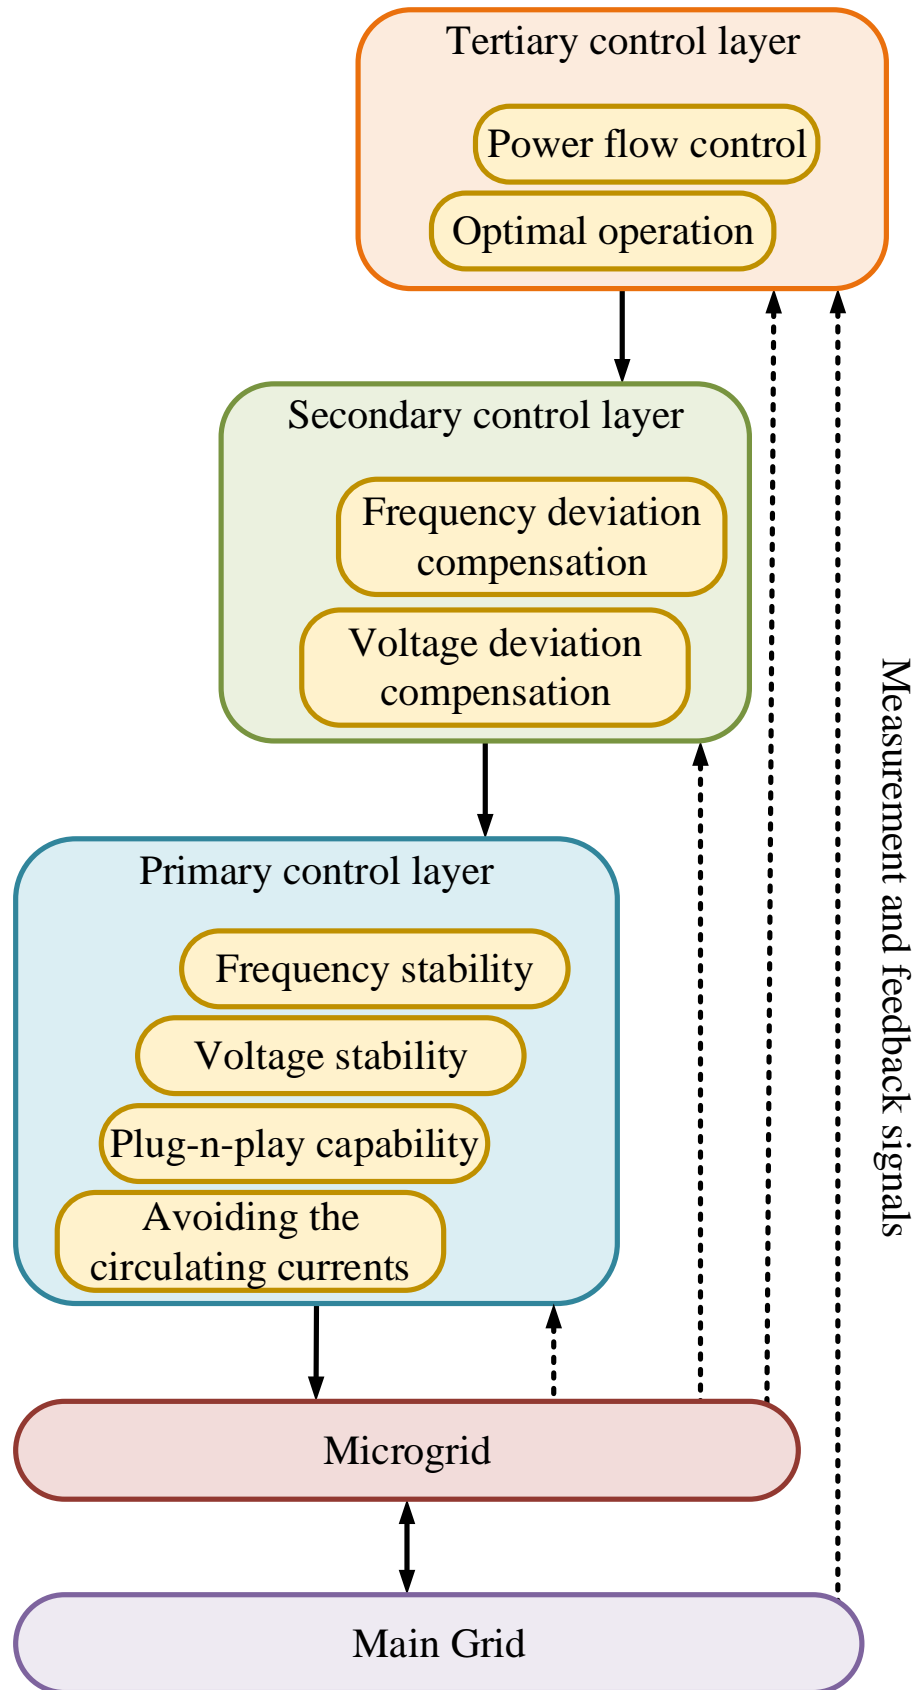 Tertiary control layer
Power flow control
Optimal operation
Secondary control layer
Frequency deviation
compensation
Voltage deviation
compensation
Primary control layer
Frequency stability
Voltage stability
Plug-n-play capability
Avoiding the
circulating currents
Microgrid
Main Grid
Measurement and feedback signals